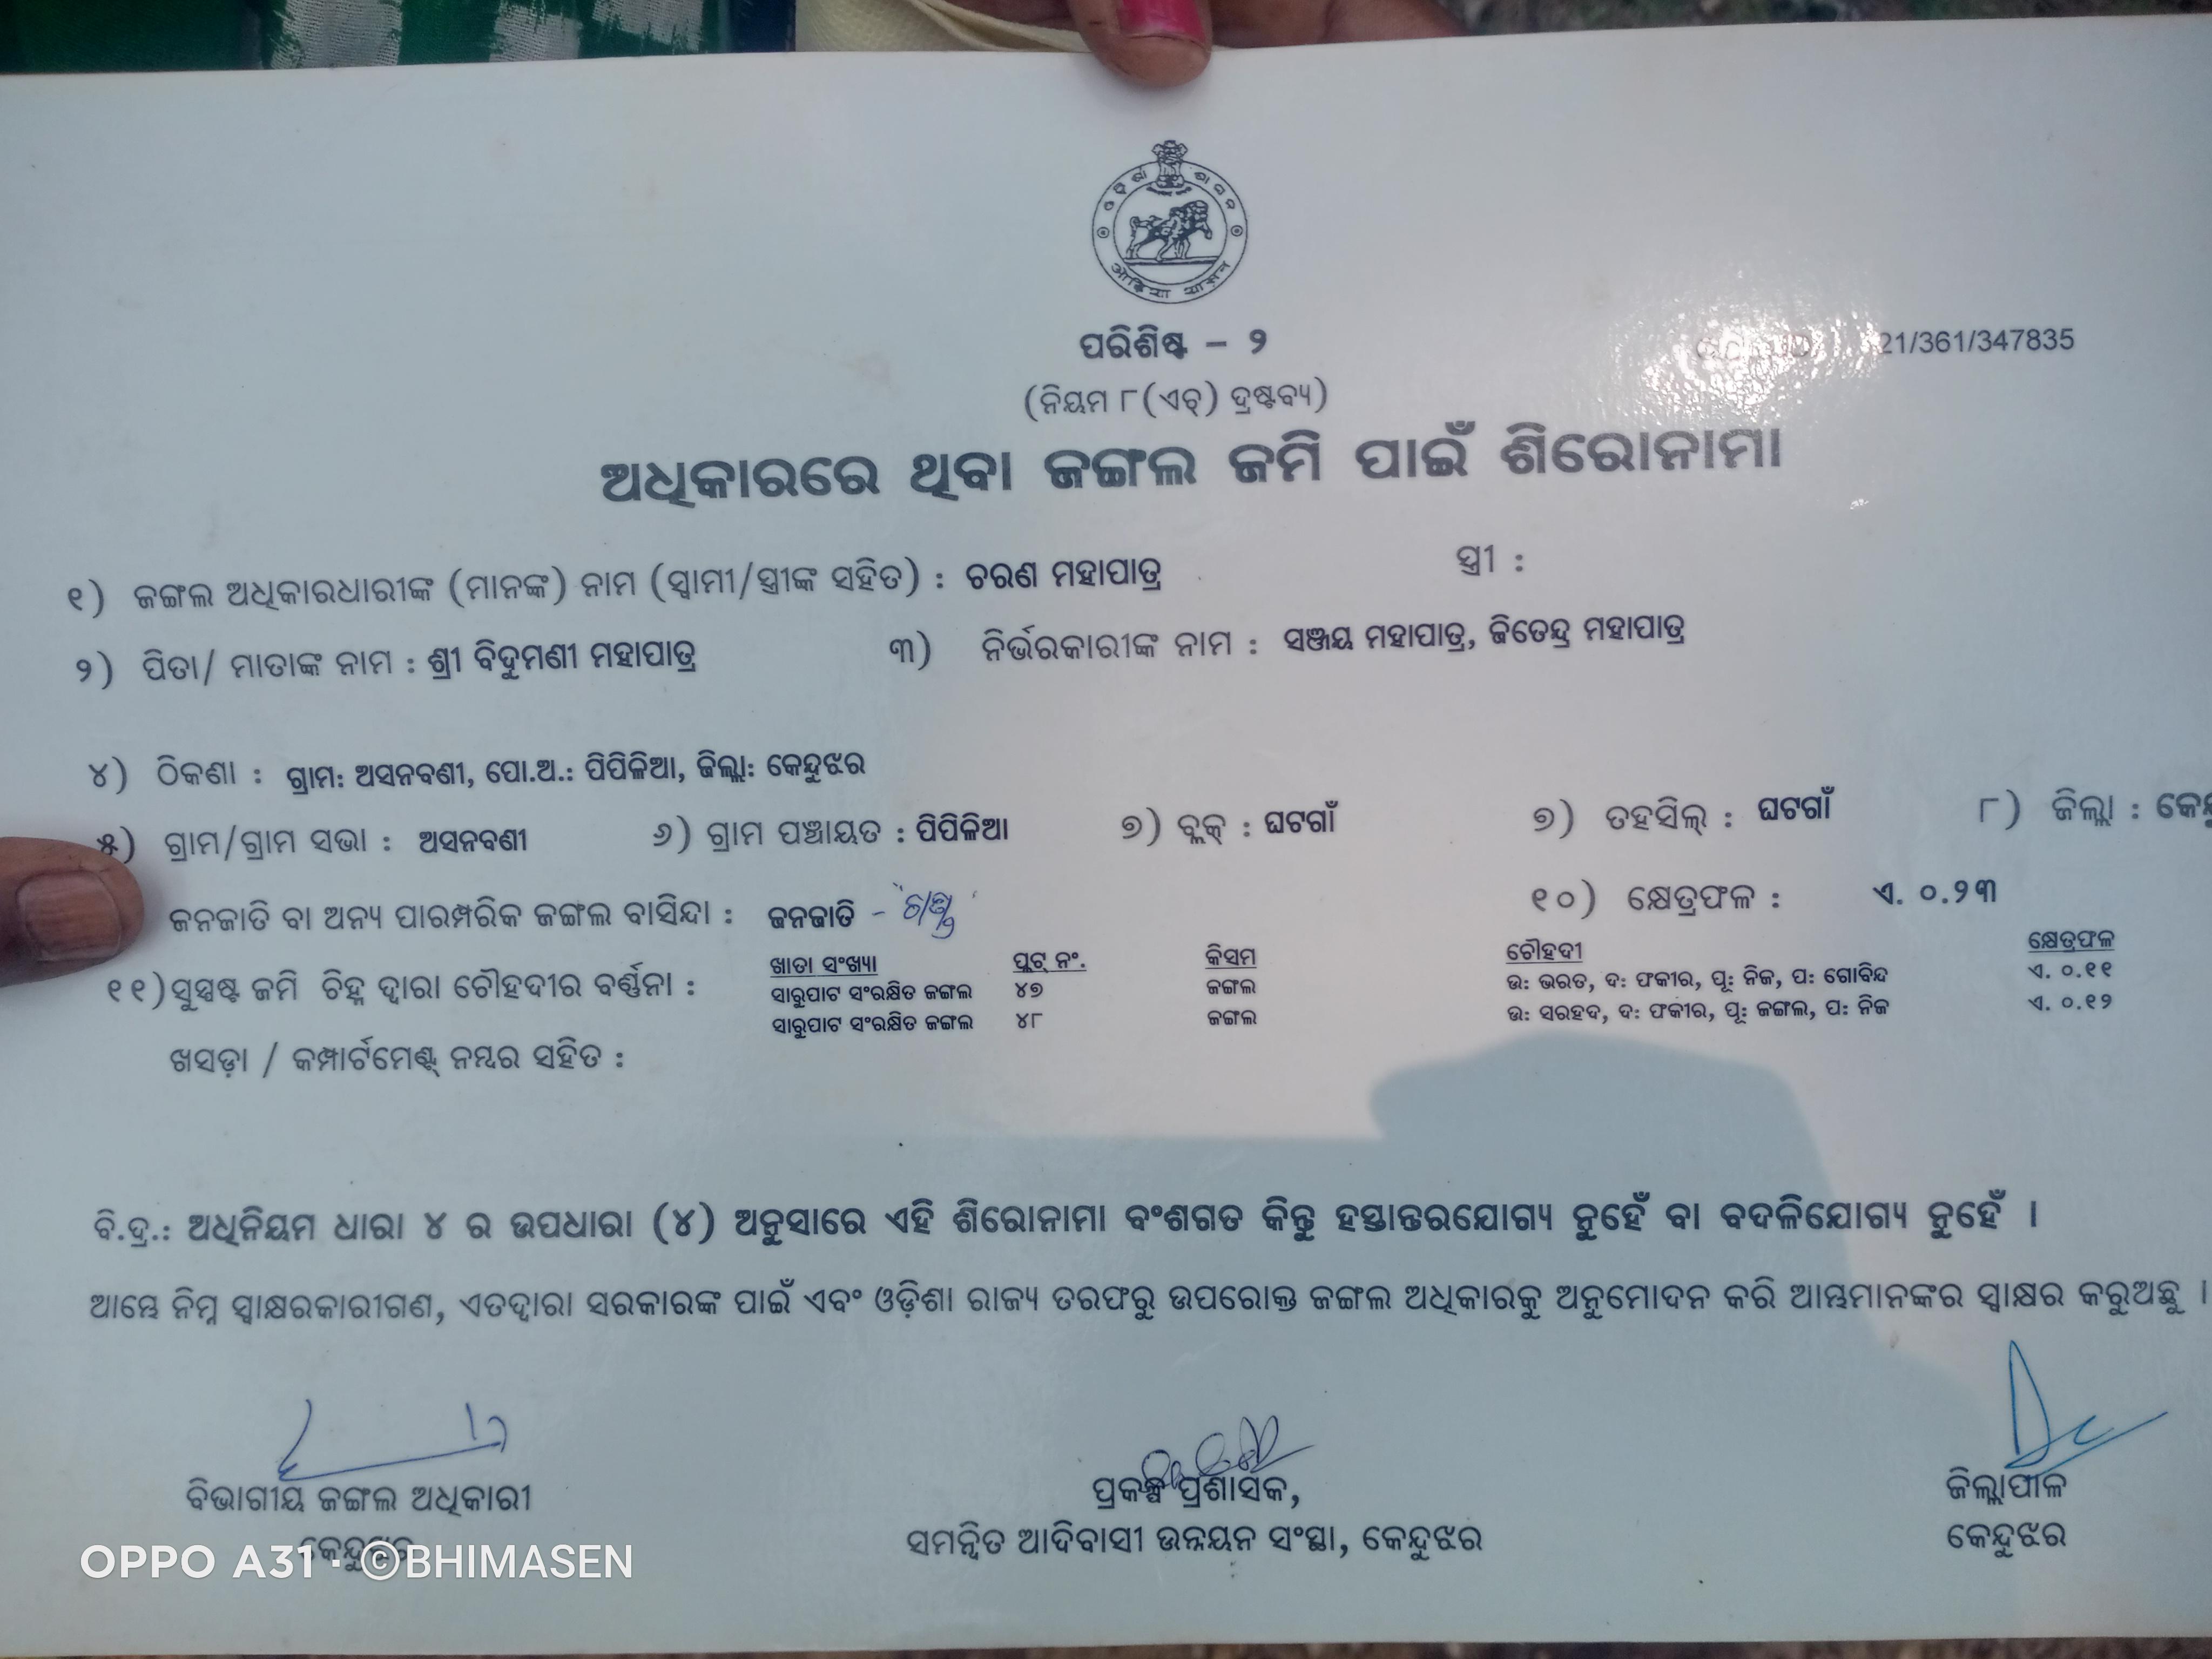 ଓଡ଼ିଶା ଶାସନ
ओड़िशा शासन
ପରିଶିଷ୍ଟ – ୨
21/361/347835
(ନିୟମ ୮(ଏଚ୍) ଦ୍ରଷ୍ଟବ୍ୟ)
ଅଧିକାରରେ ଥିବା ଜଙ୍ଗଲ ଜମି ପାଇଁ ଶିରୋନାମା
୧) ଜଙ୍ଗଲ ଅଧିକାରଧାରୀଙ୍କ (ମାନଙ୍କ) ନାମ (ସ୍ୱାମୀ/ସ୍ତ୍ରୀଙ୍କ ସହିତ) : ଚରଣ ମହାପାତ୍ର ସ୍ତ୍ରୀ :
୨) ପିତା/ ମାତାଙ୍କ ନାମ : ଶ୍ରୀ ବିଦୁମଣୀ ମହାପାତ୍ର ୩) ନିର୍ଭରକାରୀଙ୍କ ନାମ : ସଞ୍ଜୟ ମହାପାତ୍ର, ଜିତେନ୍ଦ୍ର ମହାପାତ୍ର
୪) ଠିକଣା : ଗ୍ରାମ: ଅସନବଣୀ, ପୋ.ଅ.: ପିପିଳିଆ, ଜିଲ୍ଲା: କେନ୍ଦୁଝର
୫) ଗ୍ରାମ/ଗ୍ରାମ ସଭା : ଅସନବଣୀ ୬) ଗ୍ରାମ ପଞ୍ଚାୟତ : ପିପିଳିଆ ୭) ବ୍ଲକ୍ : ଘଟଗାଁ ୭) ତହସିଲ୍ : ଘଟଗାଁ ୮) ଜିଲ୍ଲା :
ଜନଜାତି ବା ଅନ୍ୟ ପାରମ୍ପରିକ ଜଙ୍ଗଲ ବାସିନ୍ଦା : ଜନଜାତି – ୧୦) କ୍ଷେତ୍ରଫଳ : ଏ. ୦.୨୩
୧୧) ସୁସ୍ପଷ୍ଟ ଜମି ଚିହ୍ନ ଦ୍ୱାରା ଚୌହଦୀର ବର୍ଣ୍ଣନା :
ଖସଡ଼ା / କମ୍ପାର୍ଟମେଣ୍ଟ୍ ନମ୍ବର ସହିତ :
ଖାତା ସଂଖ୍ୟା ପ୍ଲଟ୍ ନଂ. କିସମ ଚୌହଦୀ କ୍ଷେତ୍ରଫଳ
ସାରୁପାଟ ସଂରକ୍ଷିତ ଜଙ୍ଗଲ ୪୭ ଜଙ୍ଗଲ ଉ: ଭରତ, ଦ: ଫକୀର, ପୂ: ନିଜ, ପ: ଗୋବିନ୍ଦ ଏ. ୦.୧୧
ସାରୁପାଟ ସଂରକ୍ଷିତ ଜଙ୍ଗଲ ୪୮ ଜଙ୍ଗଲ ଉ: ସରହଦ, ଦ: ଫକୀର, ପୂ: ଜଙ୍ଗଲ, ପ: ନିଜ ଏ. ୦.୧୨
ବି.ଦ୍ର.: ଅଧିନିୟମ ଧାରା ୪ ର ଉପଧାରା (୪) ଅନୁସାରେ ଏହି ଶିରୋନାମା ବଂଶଗତ କିନ୍ତୁ ହସ୍ତାନ୍ତରଯୋଗ୍ୟ ନୁହେଁ ବା ବଦଳିଯୋଗ୍ୟ ନୁହେଁ ।
ଆମ୍ଭେ ନିମ୍ନ ସ୍ୱାକ୍ଷରକାରୀଗଣ, ଏତଦ୍ୱାରା ସରକାରଙ୍କ ପାଇଁ ଏବଂ ଓଡ଼ିଶା ରାଜ୍ୟ ତରଫରୁ ଉପରୋକ୍ତ ଜଙ୍ଗଲ ଅଧିକାରକୁ ଅନୁମୋଦନ କରି ଆମ୍ଭମାନଙ୍କର ସ୍ୱାକ୍ଷର କରୁଅଛୁ ।
ବିଭାଗୀୟ ଜଙ୍ଗଲ ଅଧିକାରୀ
କେନ୍ଦୁଝର
ପ୍ରକଳ୍ପ ପ୍ରଶାସକ,
ସମନ୍ୱିତ ଆଦିବାସୀ ଉନ୍ନୟନ ସଂସ୍ଥା, କେନ୍ଦୁଝର
ଜିଲ୍ଲାପାଳ
କେନ୍ଦୁଝର
OPPO A31 · ©BHIMASEN